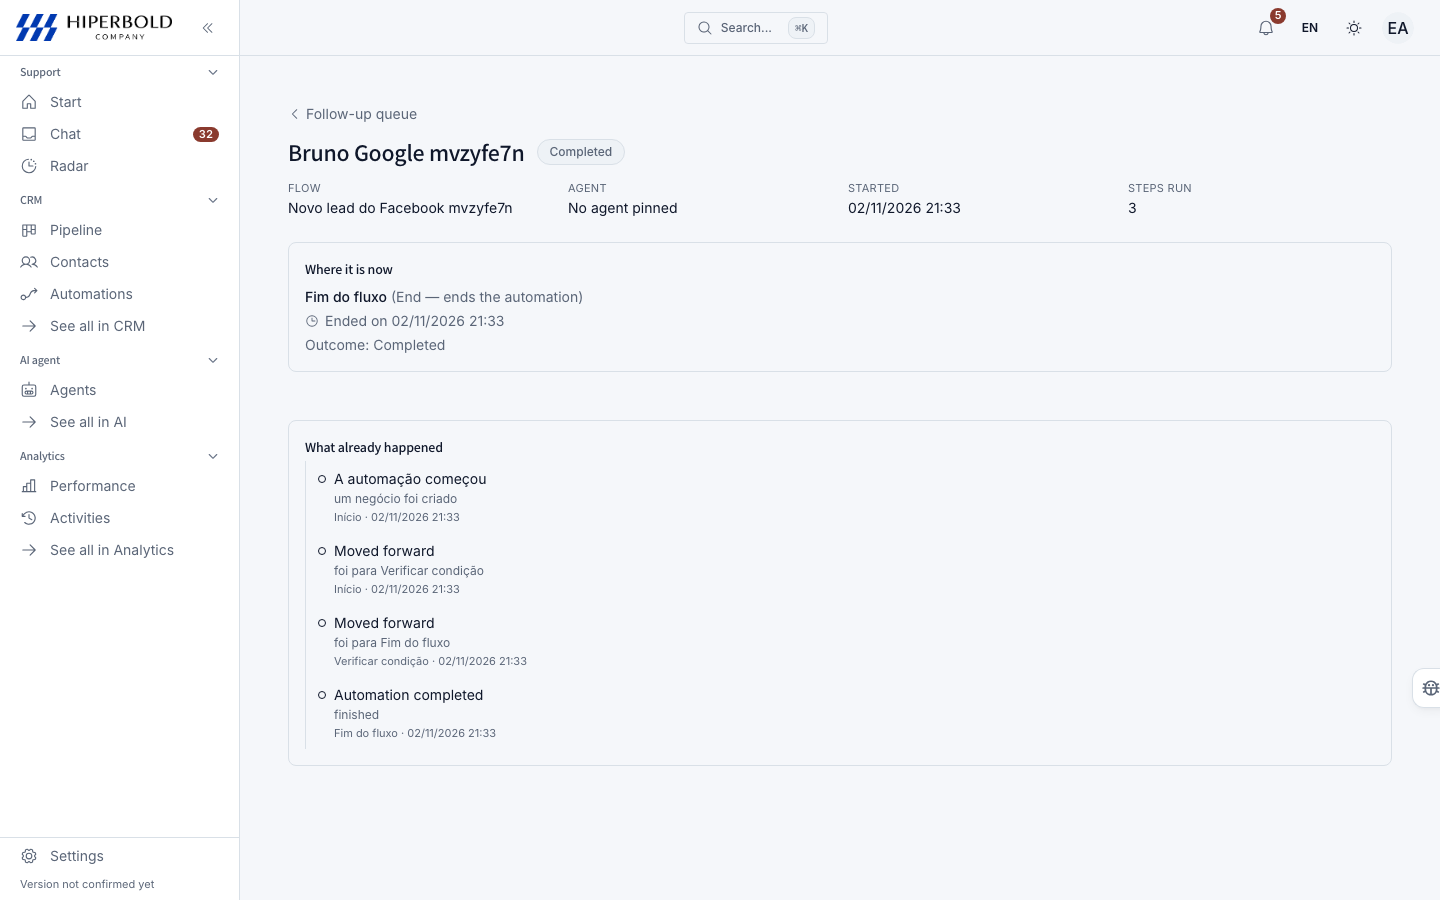 HIPERBOLD
COMPANY
Search...
⌘K
5
EN
EA
Support
Start
Chat
32
Radar
CRM
Pipeline
Contacts
Automations
See all in CRM
AI agent
Agents
See all in AI
Analytics
Performance
Activities
See all in Analytics
Settings
Version not confirmed yet
Follow-up queue
Bruno Google mvzyfe7n
Completed
FLOW
Novo lead do Facebook mvzyfe7n
AGENT
No agent pinned
STARTED
02/11/2026 21:33
STEPS RUN
3
Where it is now
Fim do fluxo (End — ends the automation)
Ended on 02/11/2026 21:33
Outcome: Completed
What already happened
A automação começou
um negócio foi criado
Início · 02/11/2026 21:33
Moved forward
foi para Verificar condição
Início · 02/11/2026 21:33
Moved forward
foi para Fim do fluxo
Verificar condição · 02/11/2026 21:33
Automation completed
finished
Fim do fluxo · 02/11/2026 21:33